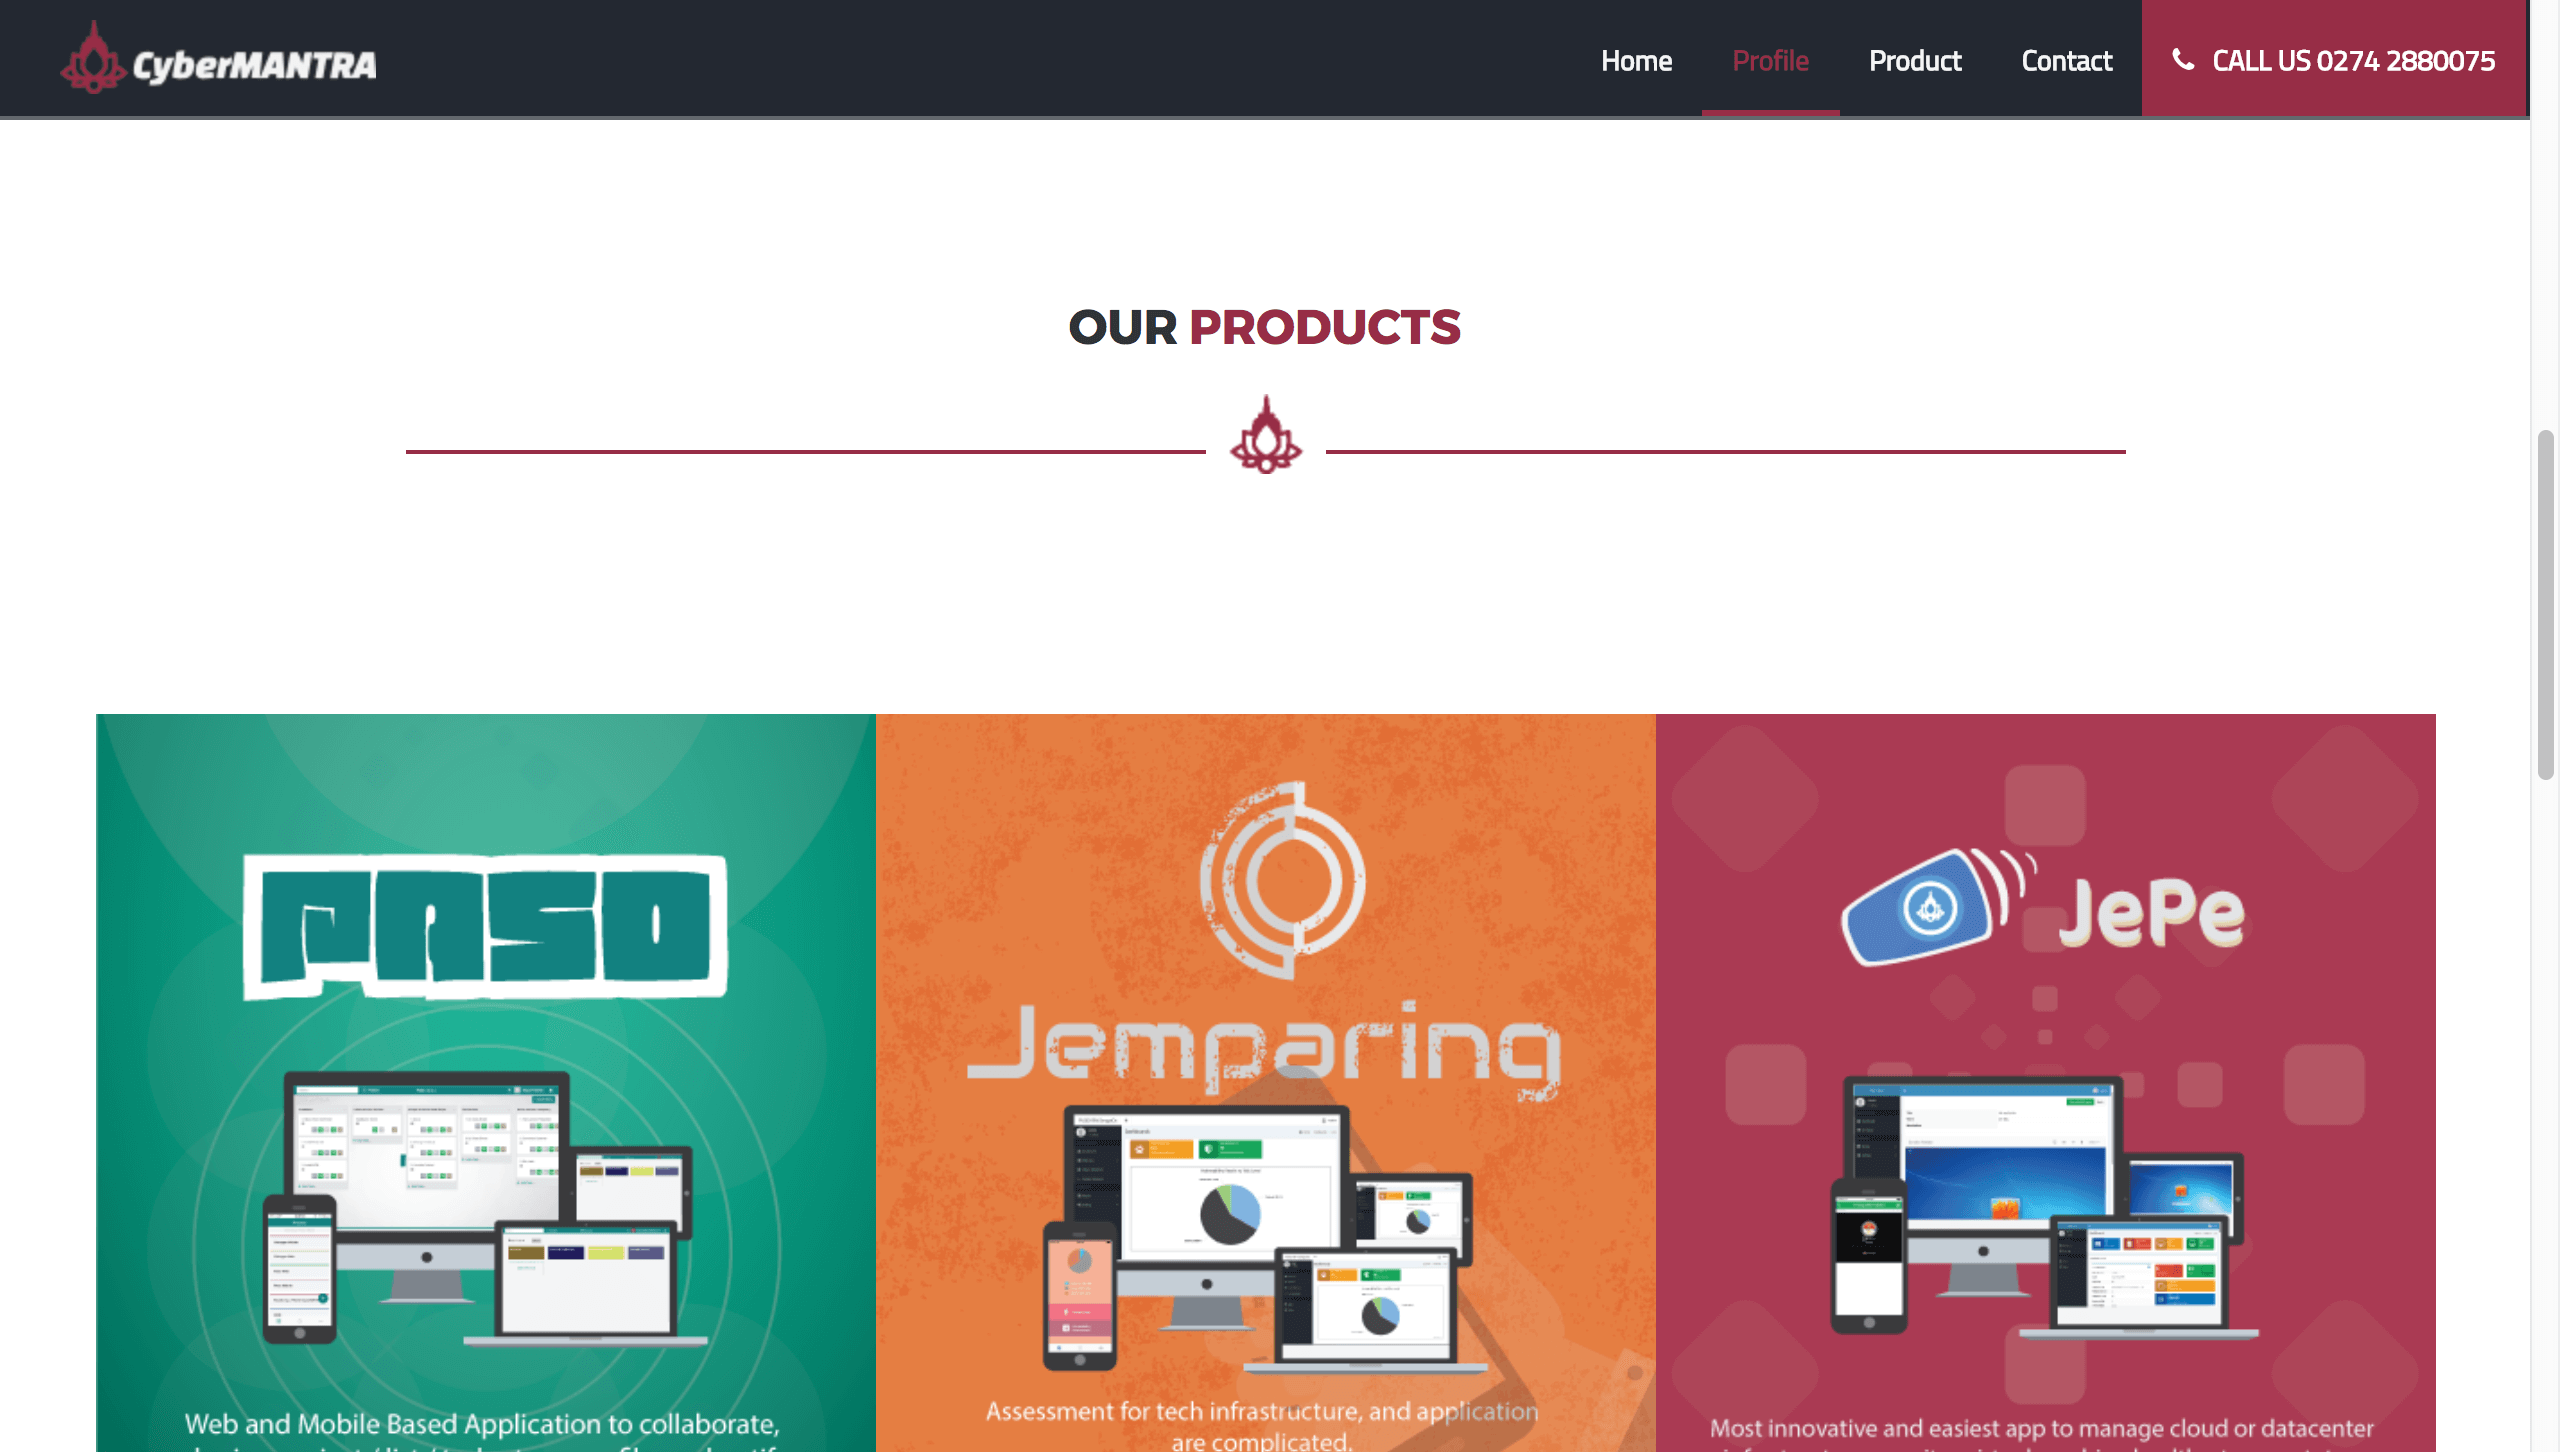 CyberMANTRA
Home Profile Product Contact CALL US 0274 2880075
OUR PRODUCTS
PASO
Jemparing
JePe
Web and Mobile Based Application to collaborate,
Assessment for tech infrastructure, and application
are complicated.
Most innovative and easiest app to manage cloud or datacenter